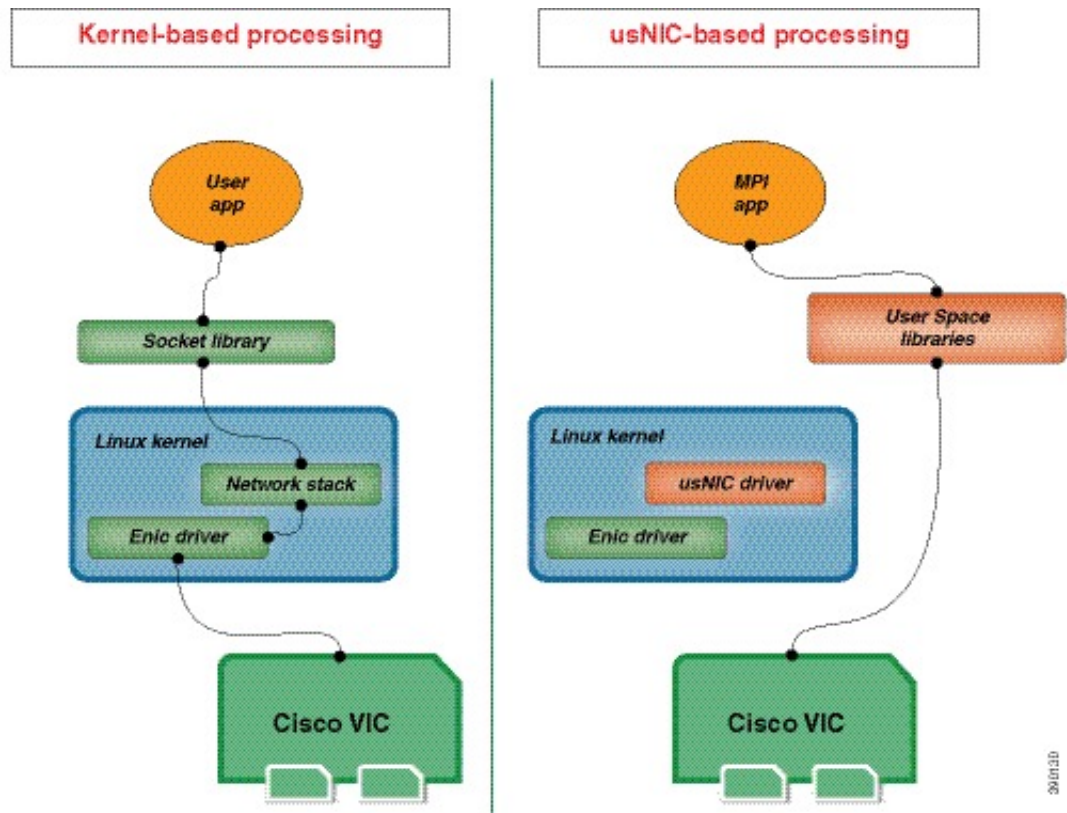 Kernel-based processing
User
app
Socket library
Linux kernel
Network stack
Enic driver
Cisco VIC
usNIC-based processing
MPI
app
User Space
libraries
Linux kernel
usNIC driver
Enic driver
Cisco VIC